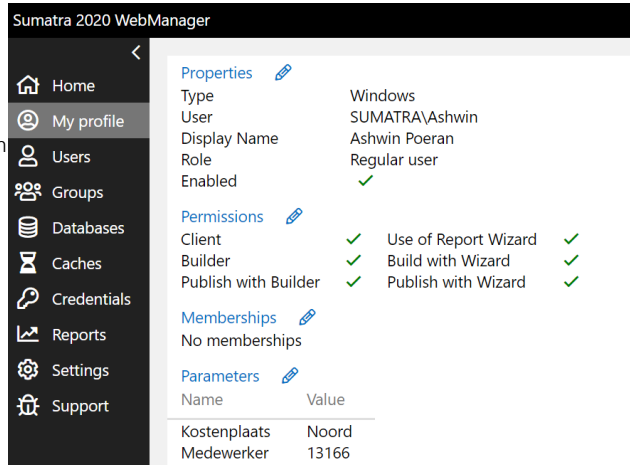 Sumatra 2020 WebManager
Home
My profile
Users
Groups
Databases
Caches
Credentials
Reports
Settings
Support
Properties
Type Windows
User SUMATRA\Ashwin
Display Name Ashwin Poeran
Role Regular user
Enabled
Permissions
Client Use of Report Wizard
Builder Build with Wizard
Publish with Builder Publish with Wizard
Memberships
No memberships
Parameters
Name Value
Kostenplaats Noord
Medewerker 13166